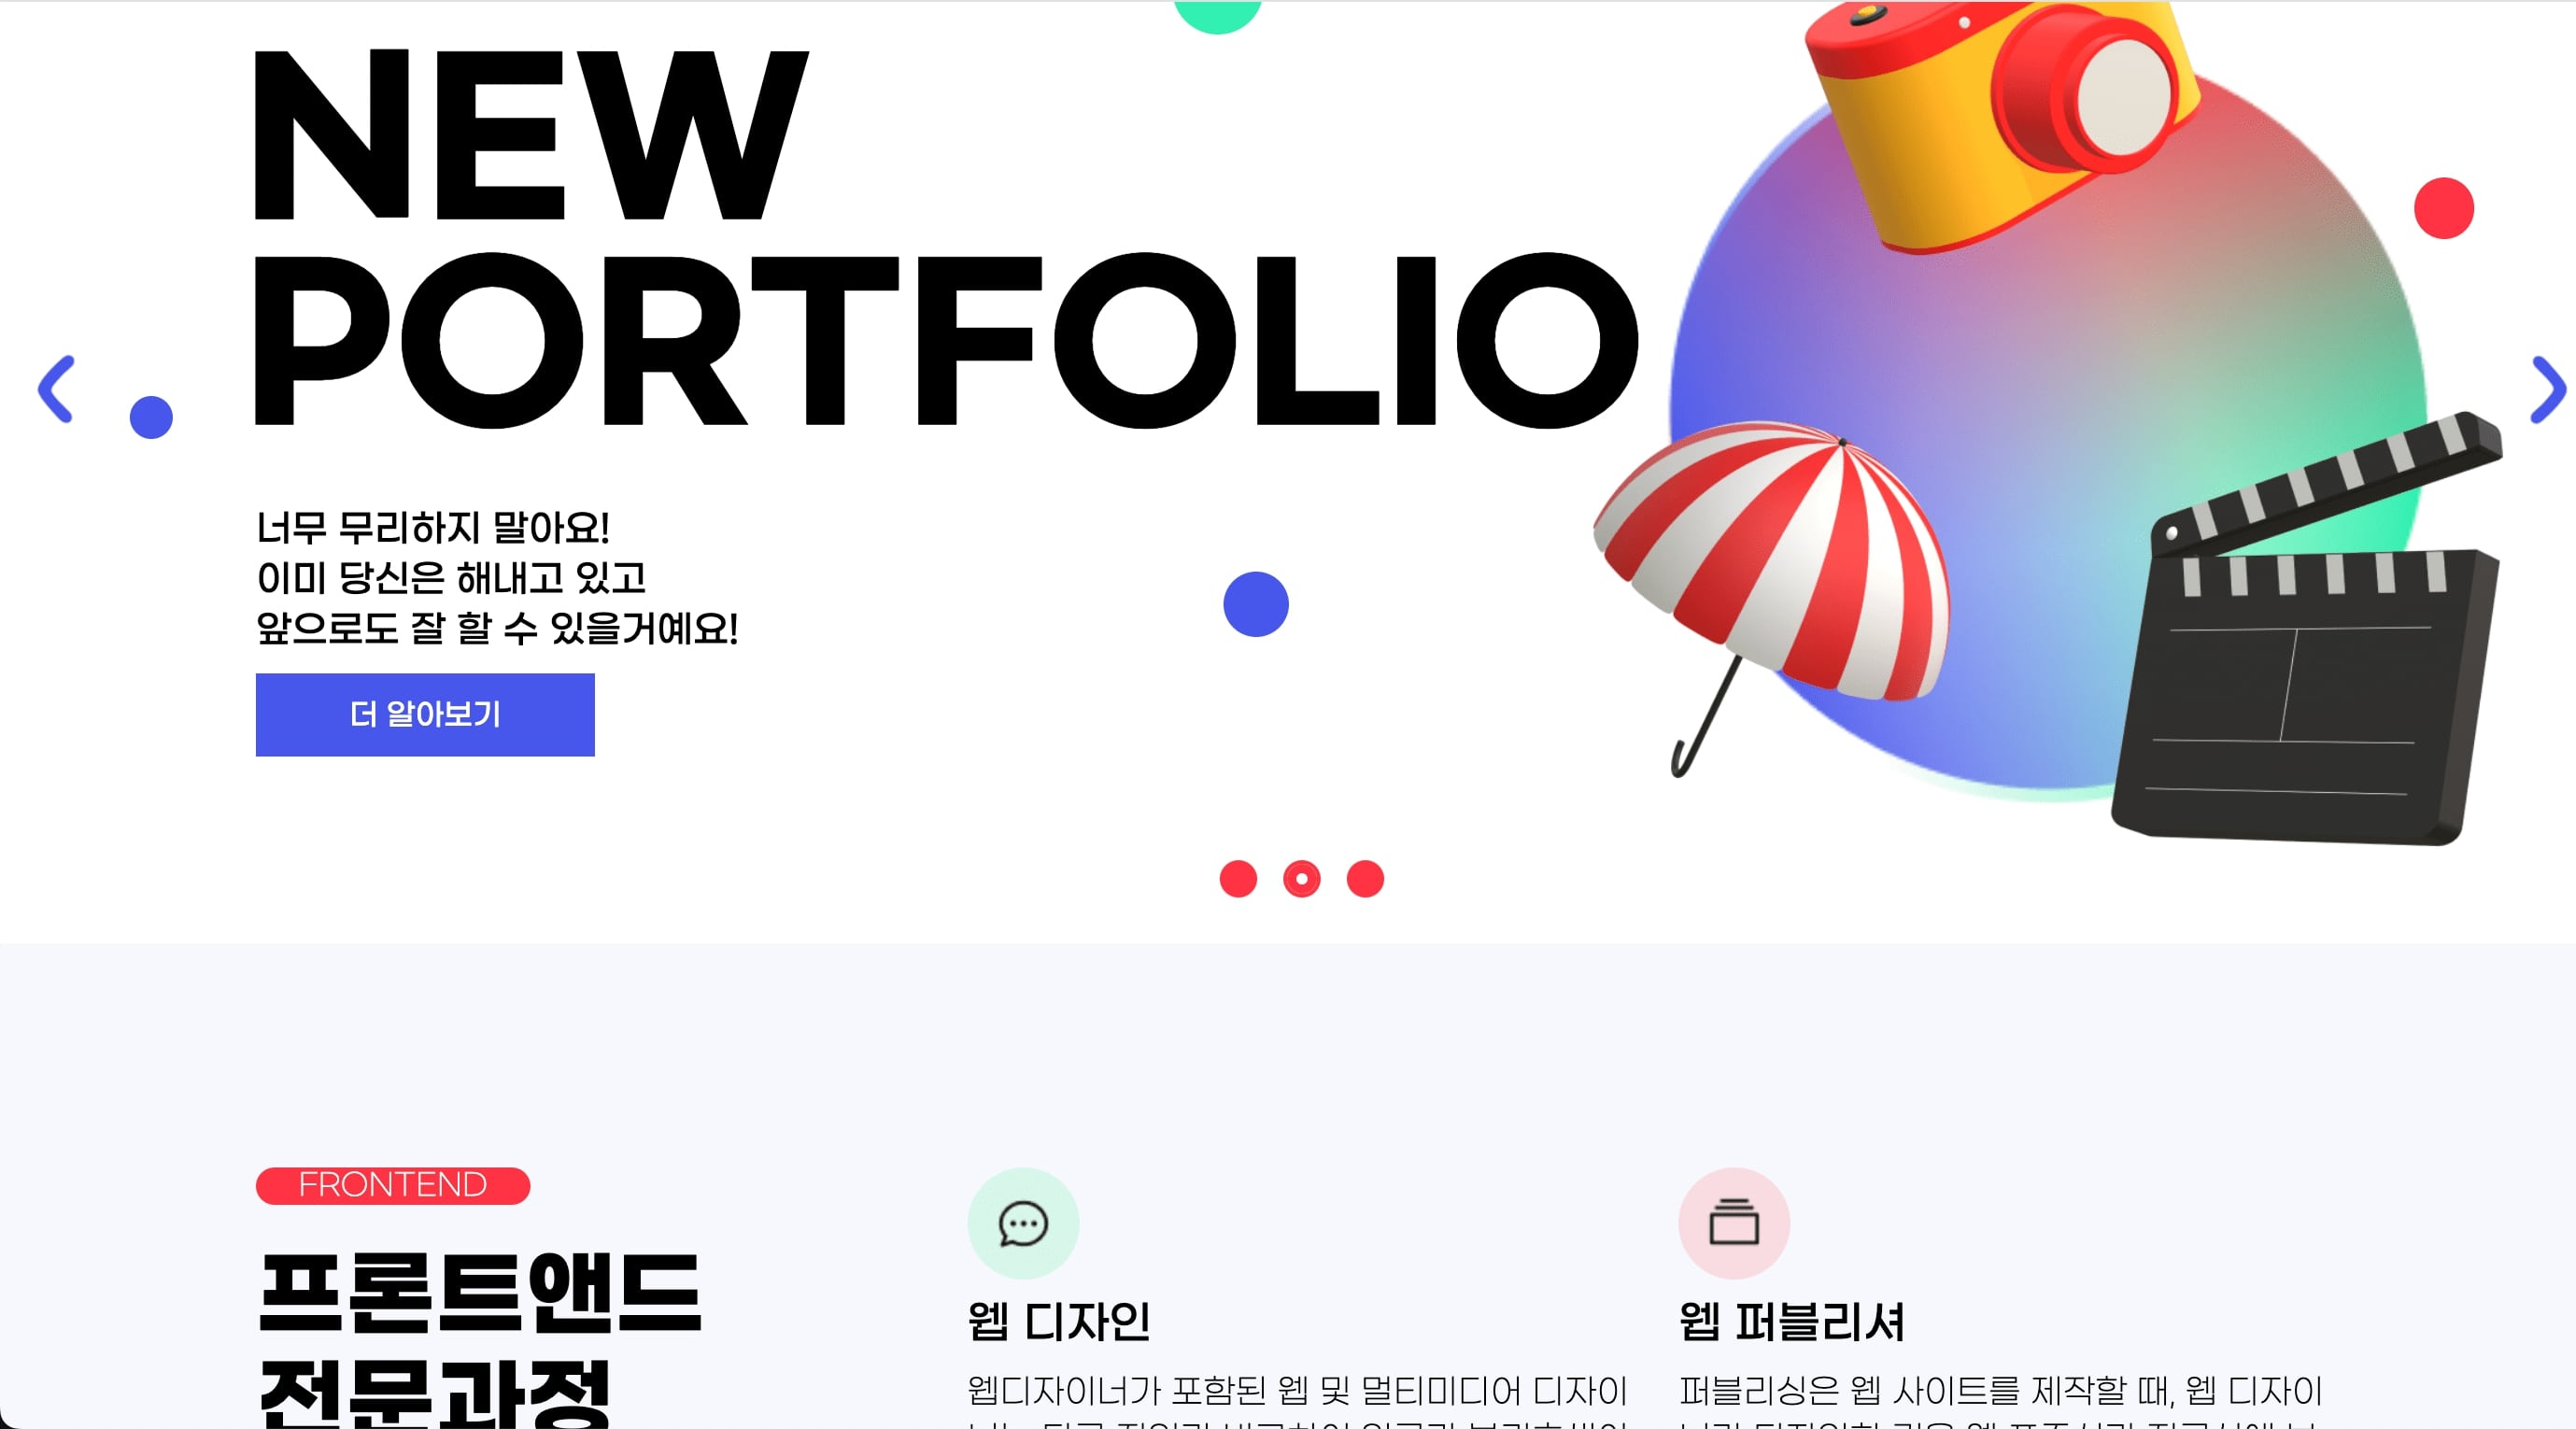 NEW
PORTFOLIO
너무 무리하지 말아요!
이미 당신은 해내고 있고
앞으로도 잘 할 수 있을거예요!
더 알아보기
FRONTEND
프론트앤드
전문과정
웹 디자인
웹디자이너가 포함된 웹 및 멀티미디어 디자이
웹 퍼블리셔
퍼블리싱은 웹 사이트를 제작할 때, 웹 디자이